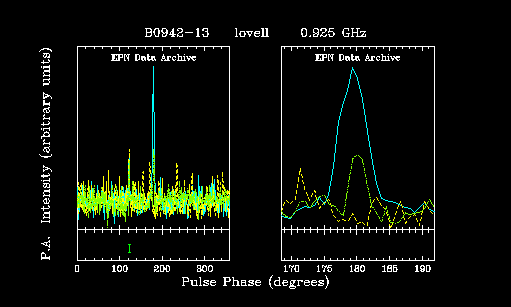 B0942-13 lovell 0.925 GHz
EPN Data Archive EPN Data Archive
Intensity (arbitrary units)
P.A.
0 100 200 300 170 175 180 185 190
Pulse Phase (degrees)